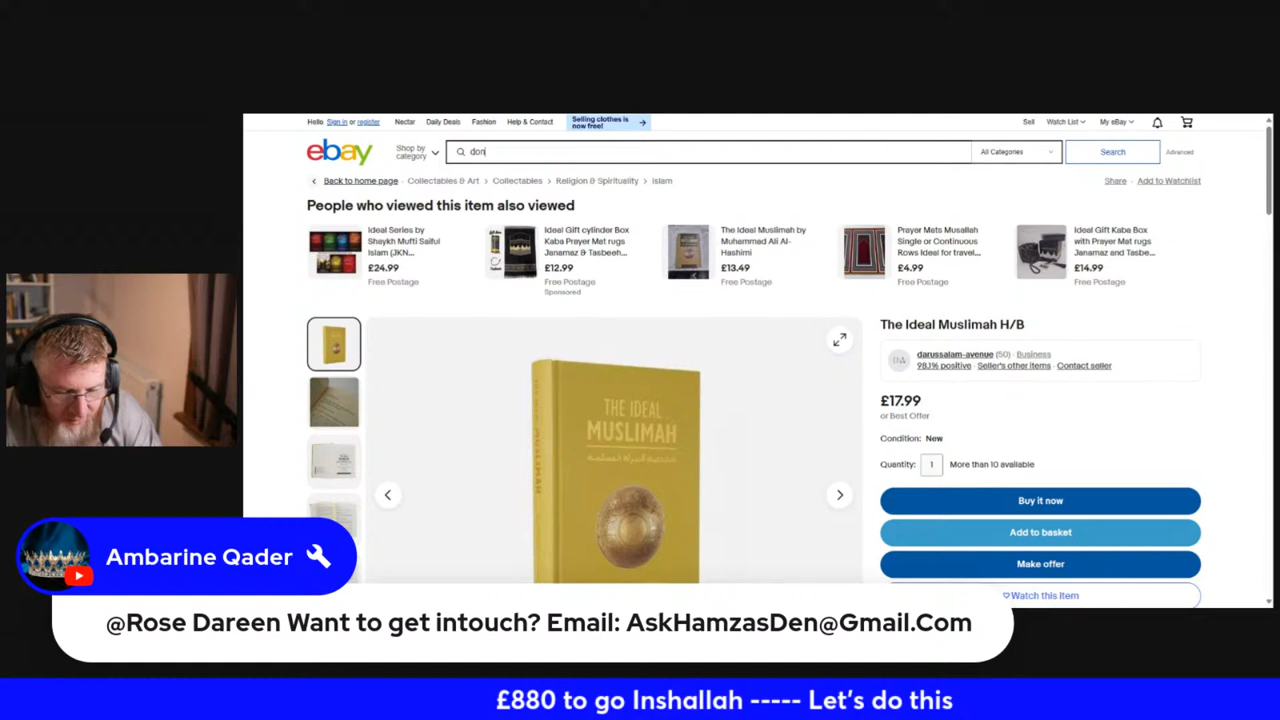 Hello Sign in or register
Nectar
Daily Deals
Fashion
Help & Contact
Selling clothes is
now free!
Sell
Watch List
My eBay
ebay
Shop by
category
don
All Categories
Search
Advanced
Back to home page
Collectables & Art
Collectables
Religion & Spirituality
Islam
Share
Add to Watchlist
People who viewed this item also viewed
Ideal Series by
Shaykh Mufti Saiful
Islam (JKN...
£24.99
Free Postage
Ideal Gift cylinder Box
Kaba Prayer Mat rugs
Janamaz & Tasbeeh...
£12.99
Free Postage
Sponsored
The Ideal Muslimah by
Muhammad Ali Al-
Hashimi
£13.49
Free Postage
Prayer Mats Musallah
Single or Continuous
Rows Ideal for travel...
£4.99
Free Postage
Ideal Gift Kaba Box
with Prayer Mat rugs
Janamaz and Tasbe...
£14.99
Free Postage
THE IDEAL
MUSLIMAH
شخصية المرأة المسلمة
The Ideal Muslimah H/B
darussalam-avenue (50) · Business
98.1% positive · Seller's other items · Contact seller
£17.99
or Best Offer
Condition: New
Quantity: 1 More than 10 available
Buy it now
Add to basket
Make offer
Watch this item
Ambarine Qader
@Rose Dareen Want to get intouch? Email: AskHamzasDen@Gmail.Com
£880 to go Inshallah ----- Let's do this